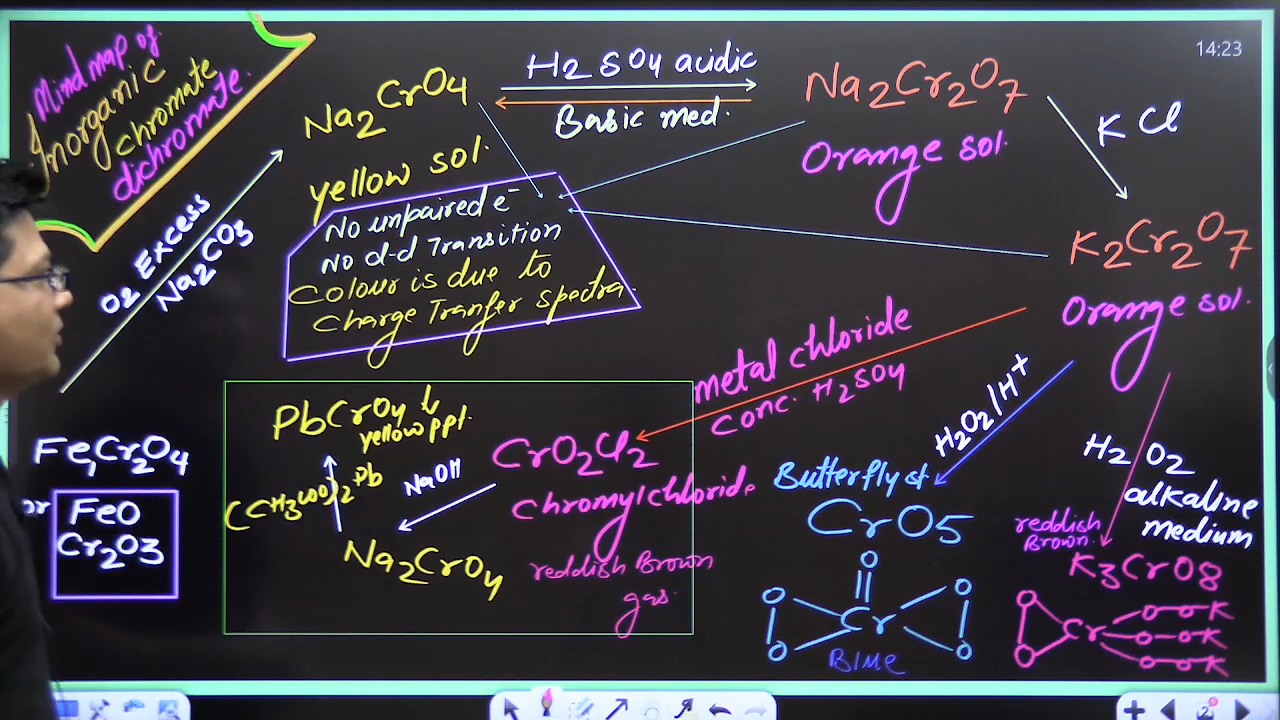 14:23
Mind map of
Inorganic
chromate
dichromate.
Na2CrO4
yellow sol.
H2SO4 acidic
Basic med.
Na2Cr2O7
Orange sol.
KCl
O2 Excess
Na2CO3
No unpaired e-
No d-d Transition
Colour is due to
Charge Tranfer spectra.
K2Cr2O7
Orange sol.
metal chloride
conc. H2SO4
H2O2/H+
H2O2
alkaline
medium
FeCr2O4
or
FeO
Cr2O3
PbCrO4 ↓
yellow ppt.
(CH3COO)2Pb
NaOH
Na2CrO4
CrO2Cl2
chromylchloride
reddish Brown
gas.
Butterfly st.
CrO5
O
O O
Cr
O O
Blue
reddish
Brown
K3CrO8
O O-O-K
Cr O-O-K
O O-O-K